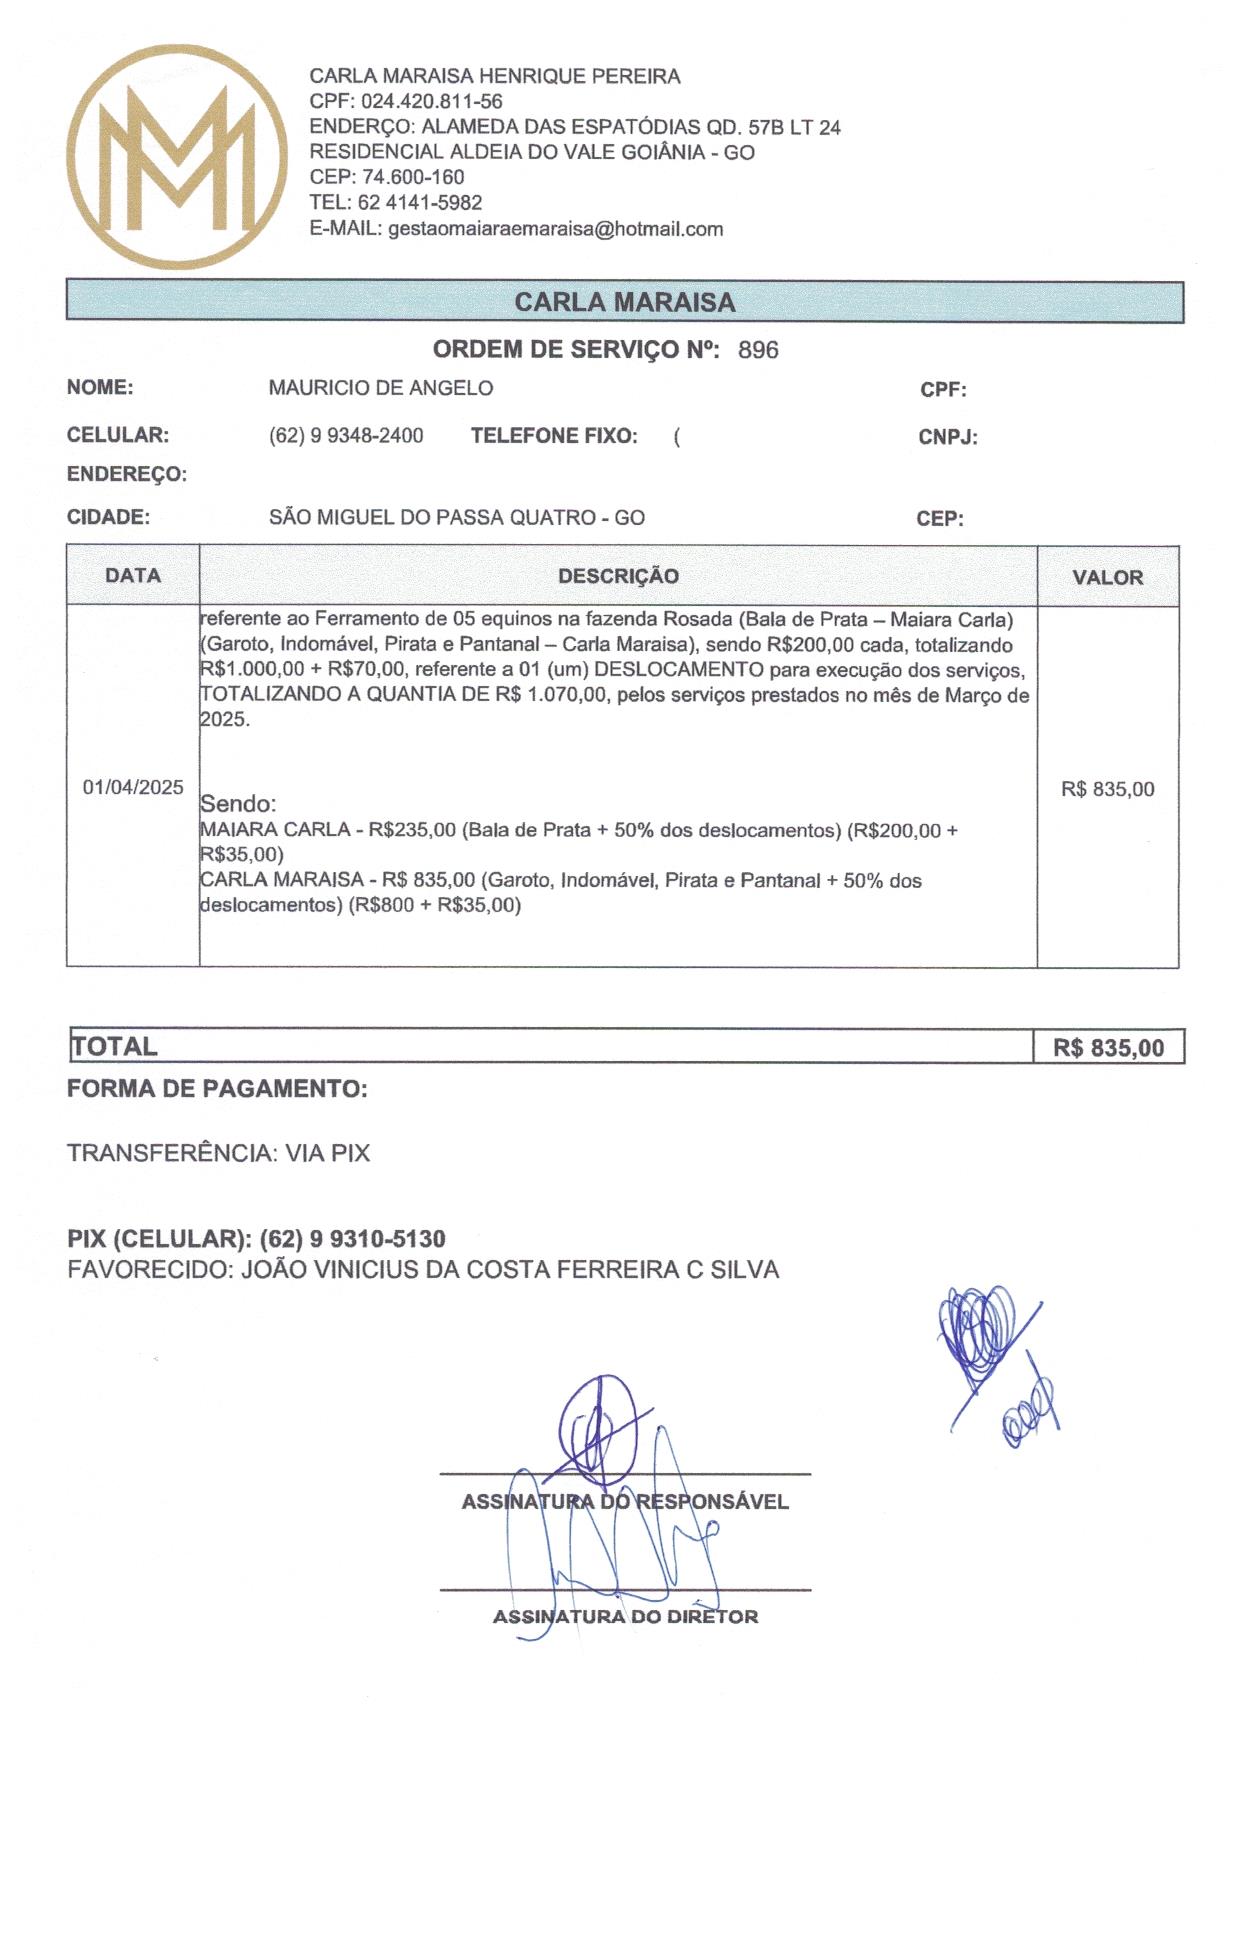 CARLA MARAISA HENRIQUE PEREIRA
CPF: 024.420.811-56
ENDERÇO: ALAMEDA DAS ESPATÓDIAS QD. 57B LT 24
RESIDENCIAL ALDEIA DO VALE GOIÂNIA - GO
CEP: 74.600-160
TEL: 62 4141-5982
E-MAIL: gestaomaiaraemaraisa@hotmail.com
CARLA MARAISA
ORDEM DE SERVIÇO Nº: 896
NOME: MAURICIO DE ANGELO CPF:
CELULAR: (62) 9 9348-2400 TELEFONE FIXO: ( CNPJ:
ENDEREÇO:
CIDADE: SÃO MIGUEL DO PASSA QUATRO - GO CEP:
DATA DESCRIÇÃO VALOR
referente ao Ferramento de 05 equinos na fazenda Rosada (Bala de Prata – Maiara Carla)
(Garoto, Indomável, Pirata e Pantanal – Carla Maraisa), sendo R$200,00 cada, totalizando
R$1.000,00 + R$70,00, referente a 01 (um) DESLOCAMENTO para execução dos serviços,
TOTALIZANDO A QUANTIA DE R$ 1.070,00, pelos serviços prestados no mês de Março de
2025.
01/04/2025 R$ 835,00
Sendo:
MAIARA CARLA - R$235,00 (Bala de Prata + 50% dos deslocamentos) (R$200,00 +
R$35,00)
CARLA MARAISA - R$ 835,00 (Garoto, Indomável, Pirata e Pantanal + 50% dos
deslocamentos) (R$800 + R$35,00)
TOTAL R$ 835,00
FORMA DE PAGAMENTO:
TRANSFERÊNCIA: VIA PIX
PIX (CELULAR): (62) 9 9310-5130
FAVORECIDO: JOÃO VINICIUS DA COSTA FERREIRA C SILVA
ASSINATURA DO RESPONSÁVEL
ASSINATURA DO DIRETOR